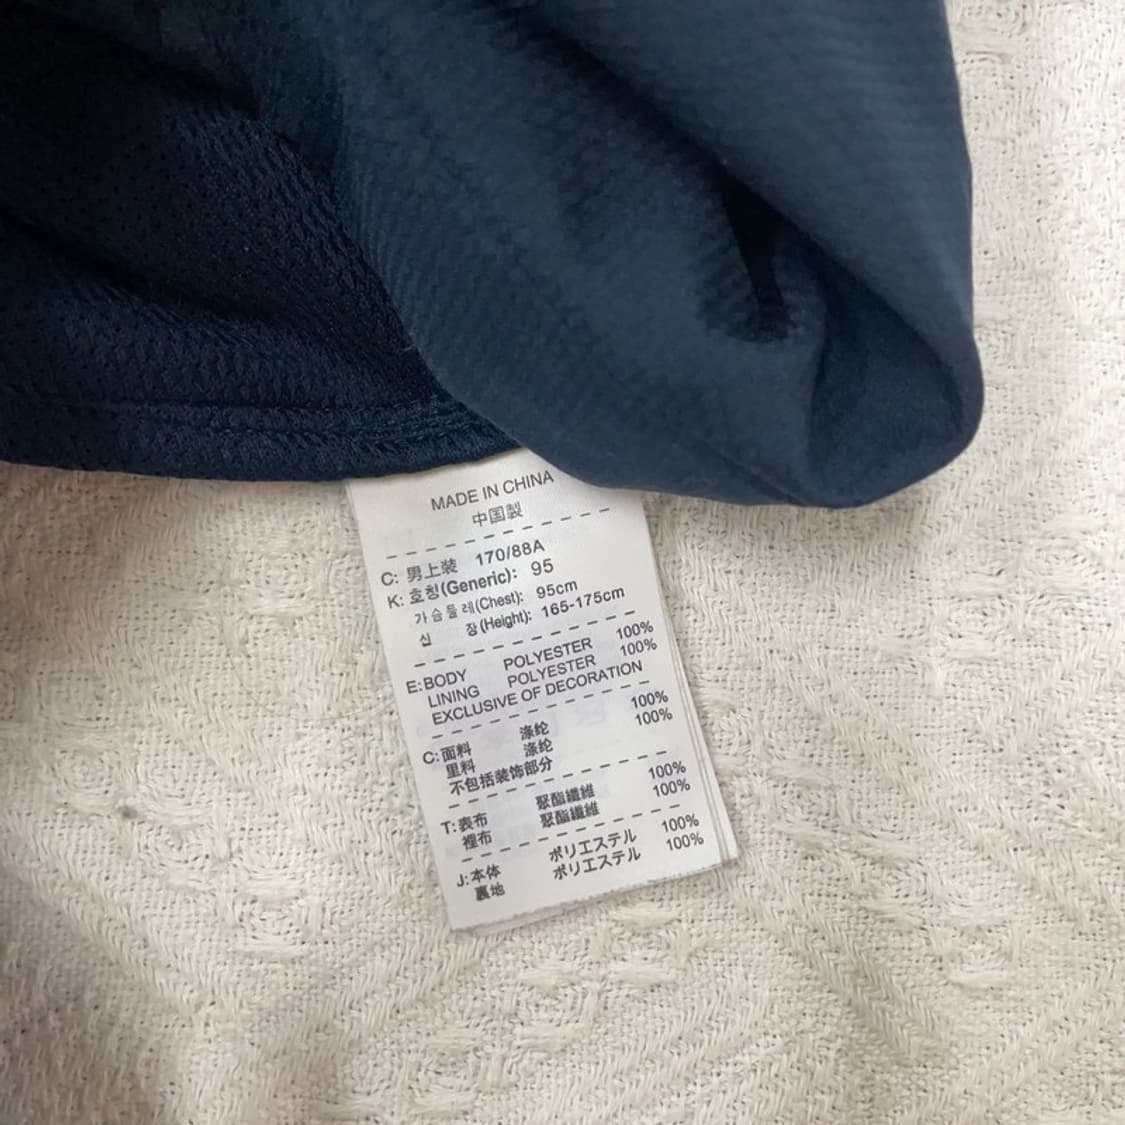 MADE IN CHINA
中国製
C: 男上装 170/88A
K: 호칭(Generic): 95
가슴둘레(Chest): 95cm
신 장(Height): 165-175cm
E: BODY POLYESTER 100%
LINING POLYESTER 100%
EXCLUSIVE OF DECORATION
C: 面料 涤纶 100%
里料 涤纶 100%
不包括装饰部分
T: 表布 聚酯纖維 100%
裡布 聚酯纖維 100%
J: 本体 ポリエステル 100%
裏地 ポリエステル 100%